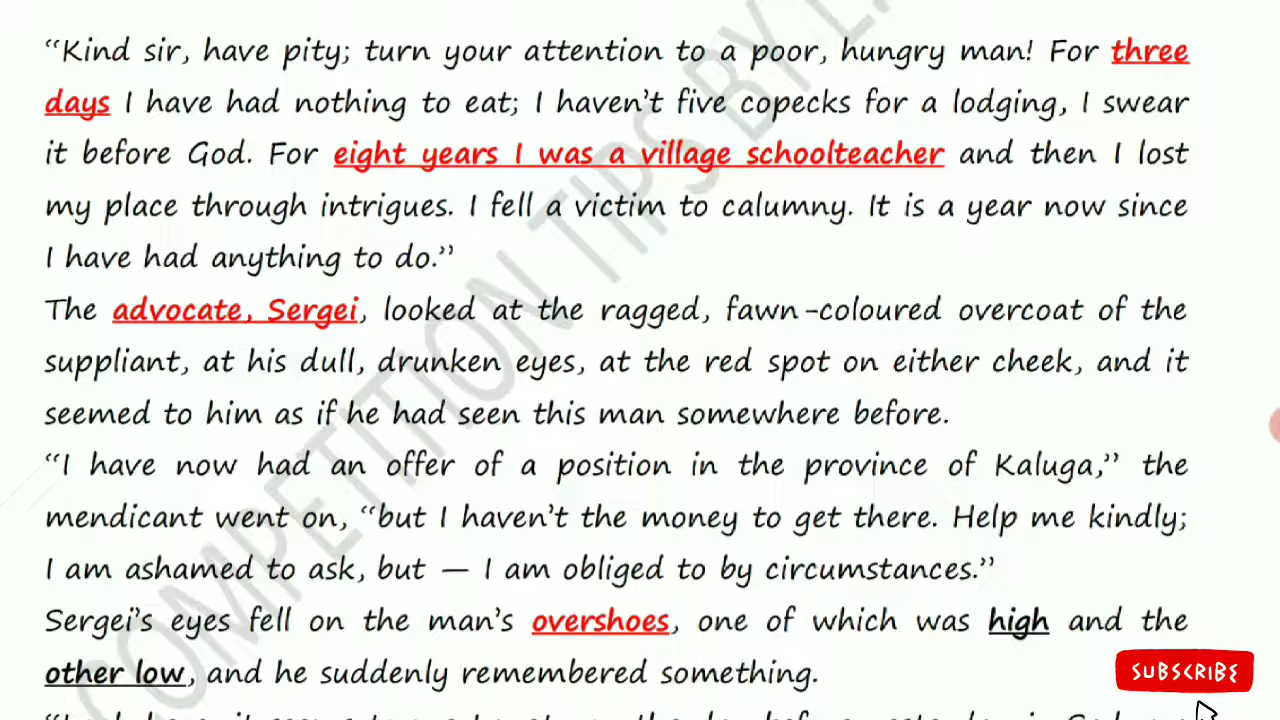 “Kind sir, have pity; turn your attention to a poor, hungry man! For three
days I have had nothing to eat; I haven’t five copecks for a lodging, I swear
it before God. For eight years I was a village schoolteacher and then I lost
my place through intrigues. I fell a victim to calumny. It is a year now since
I have had anything to do.”
The advocate, Sergei, looked at the ragged, fawn-coloured overcoat of the
suppliant, at his dull, drunken eyes, at the red spot on either cheek, and it
seemed to him as if he had seen this man somewhere before.
“I have now had an offer of a position in the province of Kaluga,” the
mendicant went on, “but I haven’t the money to get there. Help me kindly;
I am ashamed to ask, but — I am obliged to by circumstances.”
Sergei’s eyes fell on the man’s overshoes, one of which was high and the
other low, and he suddenly remembered something.
SUBSCRIBE
COMPETITION TIPS BY